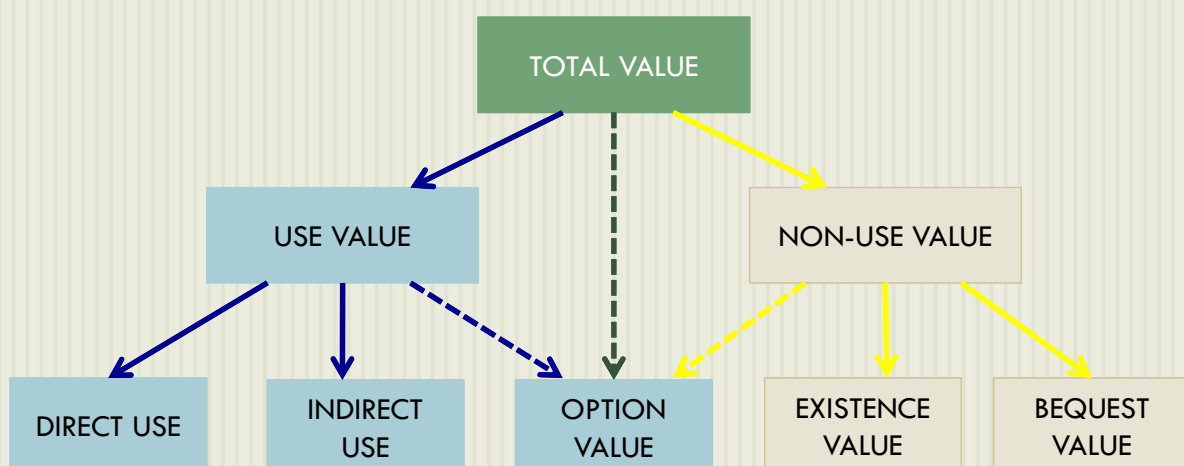 TOTAL VALUE
USE VALUE
NON-USE VALUE
DIRECT USE
INDIRECT
USE
OPTION
VALUE
EXISTENCE
VALUE
BEQUEST
VALUE